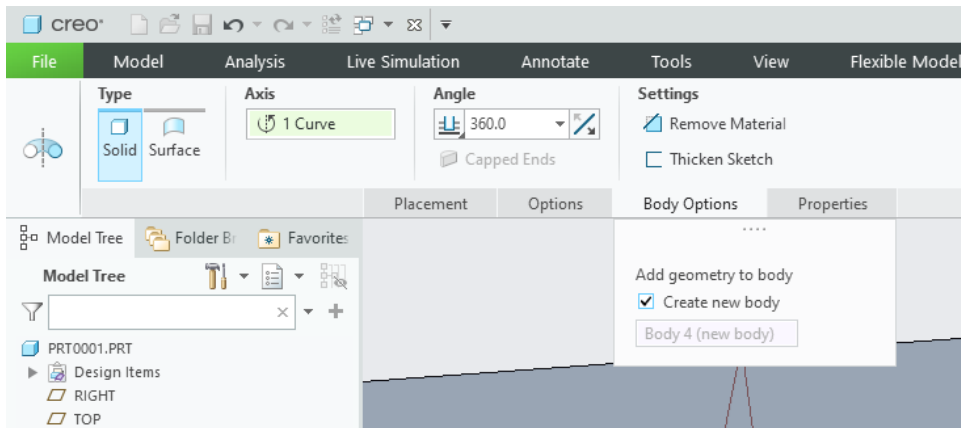 creo
File Model Analysis Live Simulation Annotate Tools View Flexible Model
Type Axis Angle Settings
1 Curve 360.0 Remove Material
Solid Surface Capped Ends Thicken Sketch
Placement Options Body Options Properties
Model Tree Folder Br Favorites
Add geometry to body
Model Tree Create new body
Body 4 (new body)
PRT0001.PRT
Design Items
RIGHT
TOP